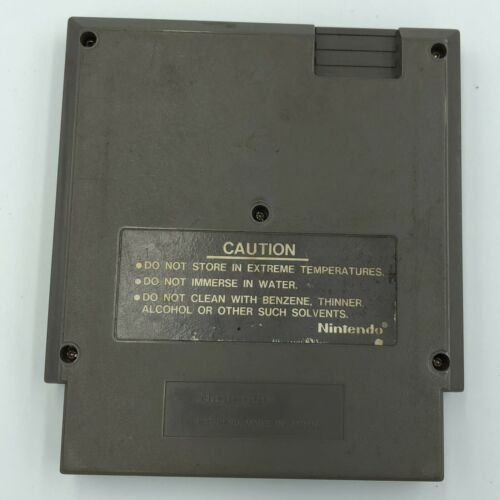 CAUTION
•DO NOT STORE IN EXTREME TEMPERATURES.
•DO NOT IMMERSE IN WATER.
•DO NOT CLEAN WITH BENZENE, THINNER,
ALCOHOL OR OTHER SUCH SOLVENTS.
Nintendo®